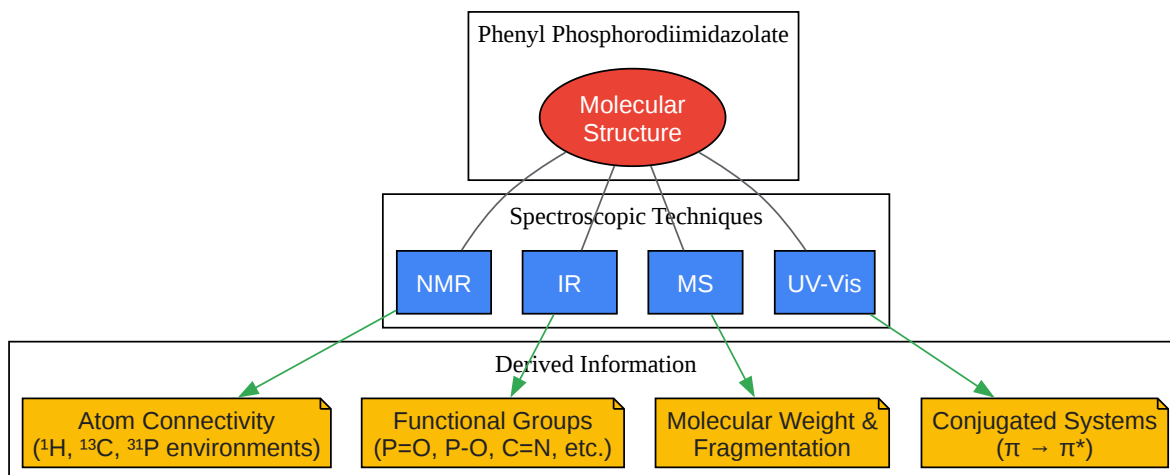 Phenyl Phosphorodiimidazolate
Molecular
Structure
Spectroscopic Techniques
NMR
IR
MS
UV-Vis
Derived Information
Atom Connectivity
(¹H, ¹³C, ³¹P environments)
Functional Groups
(P=O, P-O, C=N, etc.)
Molecular Weight &
Fragmentation
Conjugated Systems
(π → π*)